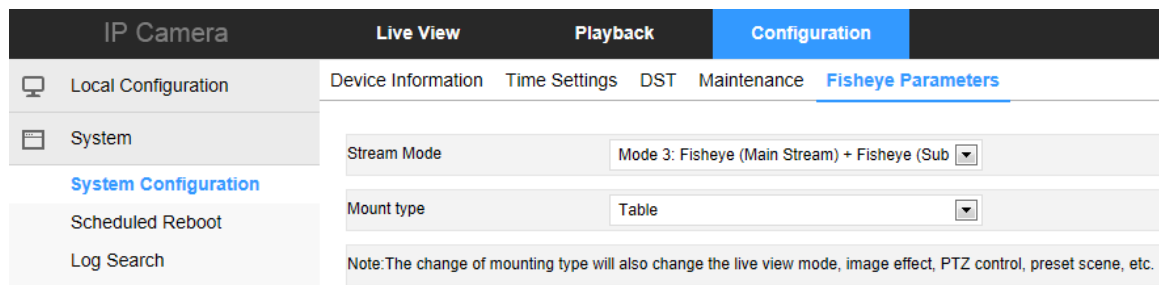 IP Camera Live View Playback Configuration
Local Configuration Device Information Time Settings DST Maintenance Fisheye Parameters
System
Stream Mode Mode 3: Fisheye (Main Stream) + Fisheye (Sub
System Configuration
Mount type Table
Scheduled Reboot
Log Search
Note:The change of mounting type will also change the live view mode, image effect, PTZ control, preset scene, etc.